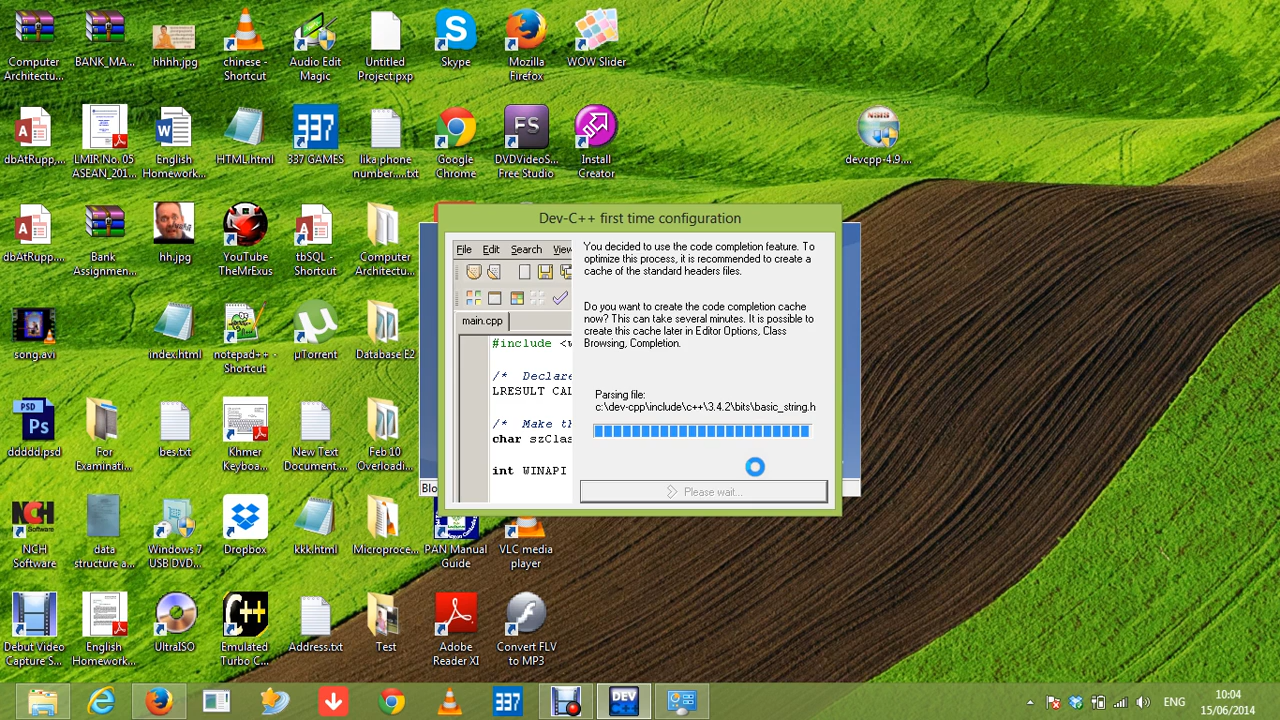 Computer
Architectu...
BANK_MA...
hhhh.jpg
chinese -
Shortcut
Audio Edit
Magic
Untitled
Project.pxp
Skype
Mozilla
Firefox
WOW Slider
dbAtRupp,...
LMIR No. 05
ASEAN_201...
English
Homework...
HTML.html
337
337 GAMES
lika phone
number.....txt
Google
Chrome
FS
DVDVideoS...
Free Studio
Install
Creator
devcpp-4.9....
dbAtRupp,...
Bank
Assignmen...
hh.jpg
YouTube
TheMrExus
tbSQL -
Shortcut
Computer
Architectu...
song.avi
index.html
notepad++ -
Shortcut
µTorrent
Database E2
PSD
Ps
ddddd.psd
For
Examinati...
bes.txt
Khmer
Keyboa...
New Text
Document....
Feb 10
Overloadi...
NCH
NCH
Software
data
structure a...
Windows 7
USB DVD...
Dropbox
kkk.html
Microproce...
PAN Manual
Guide
VLC media
player
Debut Video
Capture S...
English
Homework...
UltraISO
C++
Emulated
Turbo C...
Address.txt
Test
Adobe
Reader XI
Convert FLV
to MP3
Dev-C++ first time configuration
File Edit Search View
main.cpp
#include <w
/* Declare
LRESULT CAL
/* Make th
char szClas
int WINAPI
You decided to use the code completion feature. To
optimize this process, it is recommended to create a
cache of the standard headers files.
Do you want to create the code completion cache
now? This can take several minutes. It is possible to
create this cache later in Editor Options, Class
Browsing, Completion.
Parsing file:
c:\dev-cpp\include\c++\3.4.2\bits\basic_string.h
Please wait...
Blo
337
DEV
ENG
10:04
15/06/2014